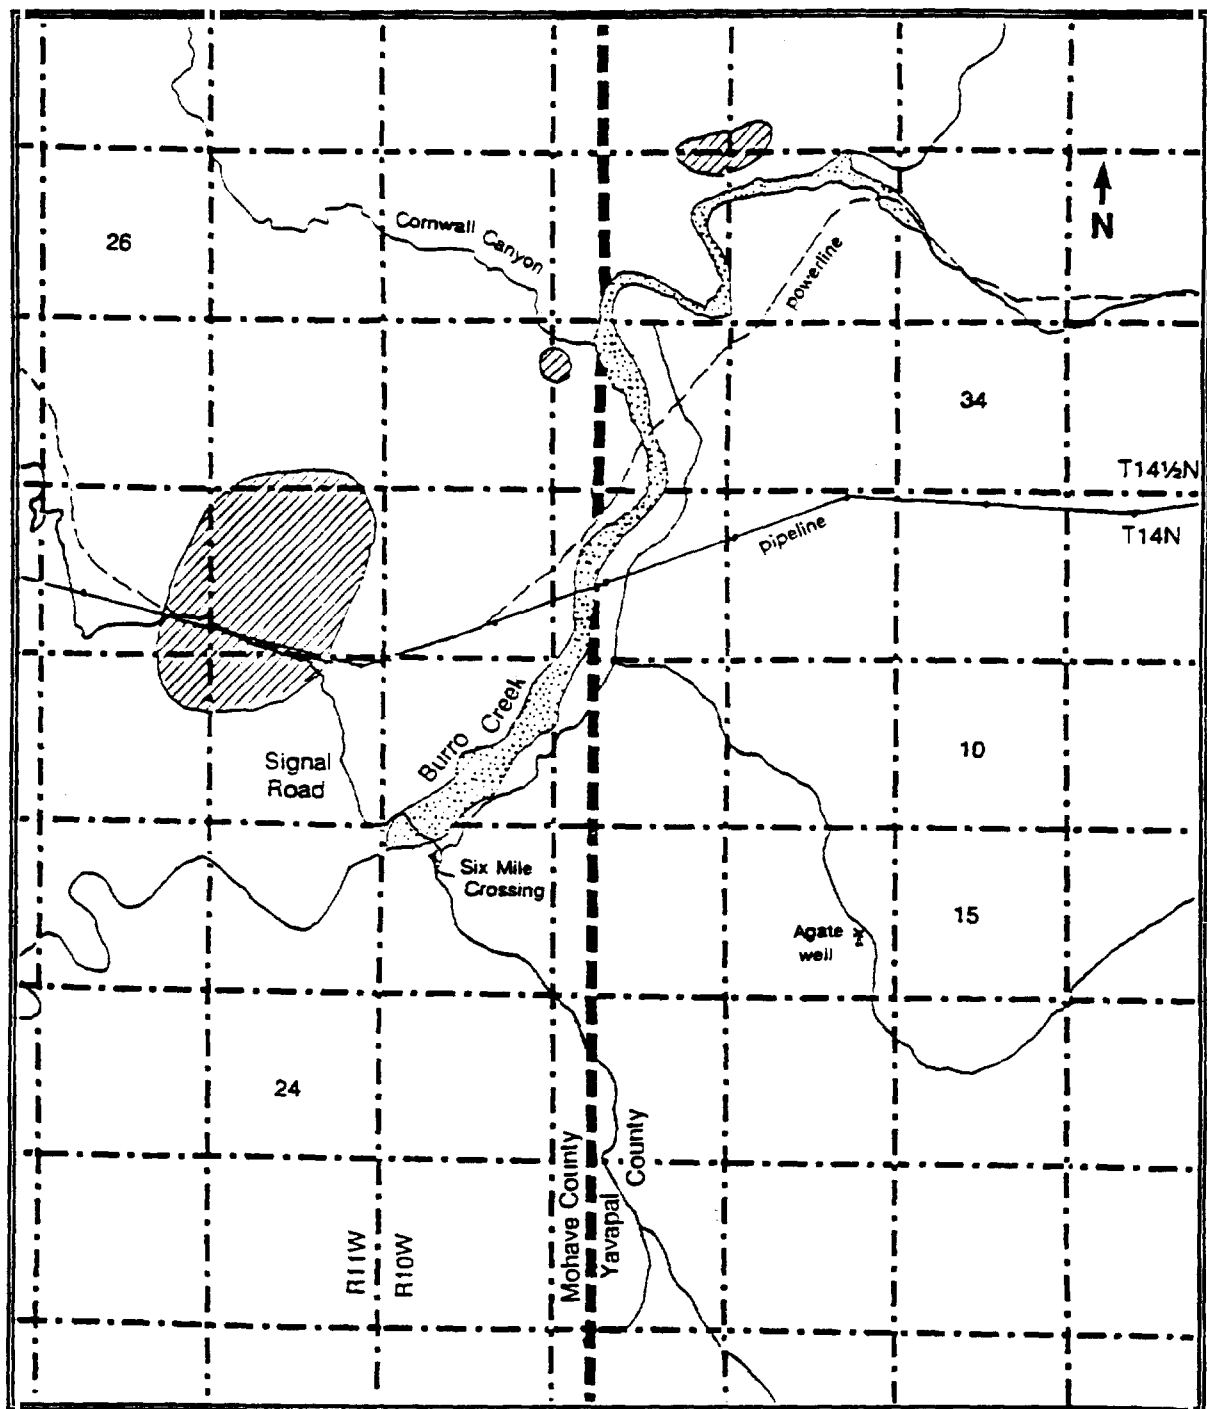 26
Cornwall Canyon
N
powerline
34
T14½N
T14N
pipeline
Burro Creek
Signal
Road
10
Six Mile
Crossing
Agate
well
15
24
R11W
R10W
Mohave County
Yavapai
County